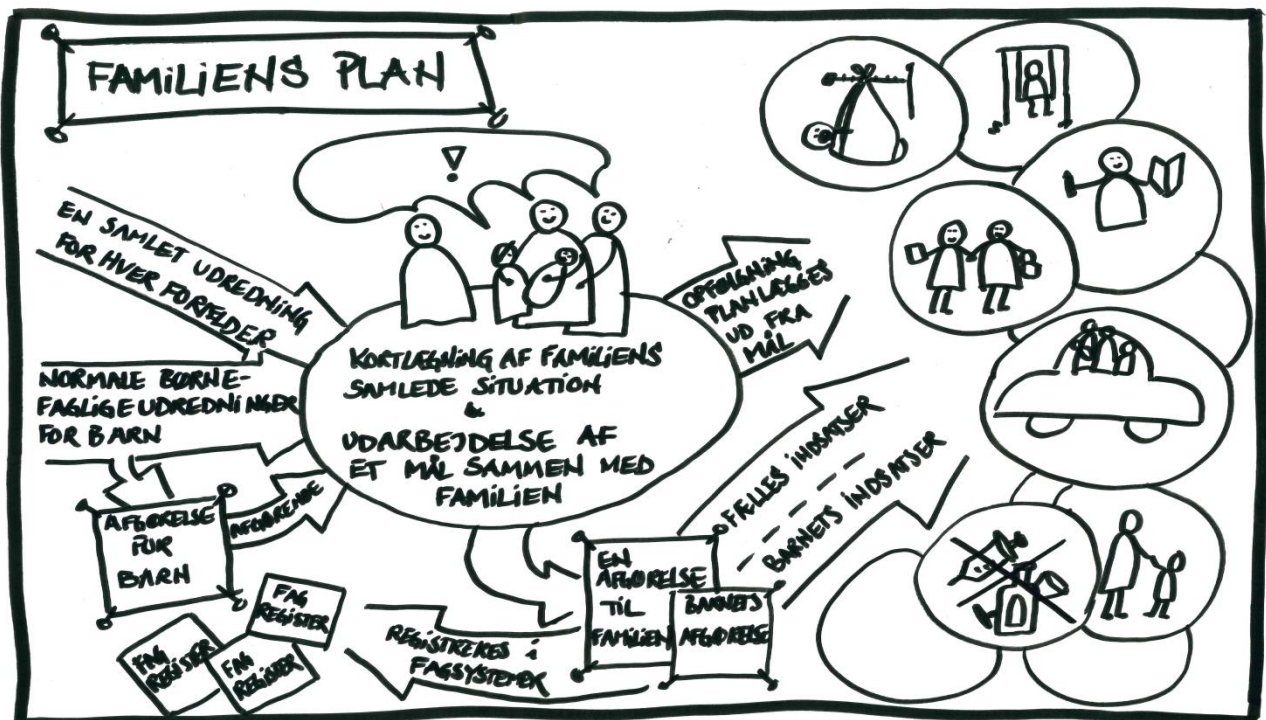 FAMILIENS PLAN
!
EN SAMLET UDREDNING
FOR HVER FORÆLDER
NORMALE BØRNE-
FAGLIGE UDREDNINGER
FOR BARN
AFGØRELSE
FOR
BARN
AFGØRENDE
KORTLÆGNING AF FAMILIENS
SAMLEDE SITUATION
&
UDARBEJDELSE AF
ET MÅL SAMMEN MED
FAMILIEN
OPFØLGNING
PLANLÆGGES
UD FRA
MÅL
FÆLLES INDSATSER
BARNETS INDSATSER
EN
AFGØRELSE
TIL
FAMILIEN
BARNETS
AFGØRELSE
REGISTRERES i
FAGSYSTEMER
FAG
REGISTER
FAG
REGISTER
FAG
REGISTER